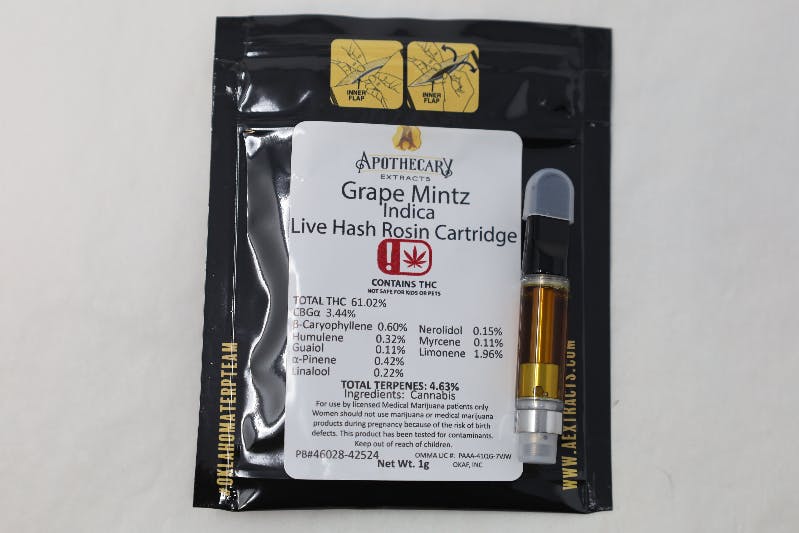 INNER FLAP
INNER FLAP
APOTHECARY
EXTRACTS
Grape Mintz
Indica
Live Hash Rosin Cartridge
!
CONTAINS THC
NOT SAFE FOR KIDS OR PETS
TOTAL THC 61.02%
CBGα 3.44%
β-Caryophyllene 0.60%
Humulene 0.32%
Guaiol 0.11%
α-Pinene 0.42%
Linalool 0.22%
Nerolidol 0.15%
Myrcene 0.11%
Limonene 1.96%
TOTAL TERPENES: 4.63%
Ingredients: Cannabis
For use by licensed Medical Marijuana patients only
Women should not use marijuana or medical marijuana
products during pregnancy because of the risk of birth
defects. This product has been tested for contaminants.
Keep out of reach of children.
PB#46028-42524
OMMA LIC #: PAAA-41QG-7VJW
Net Wt. 1g
OKAF, INC.
#OKLAHOMATERPTEAM
WWW.AEXTRACTS.COM